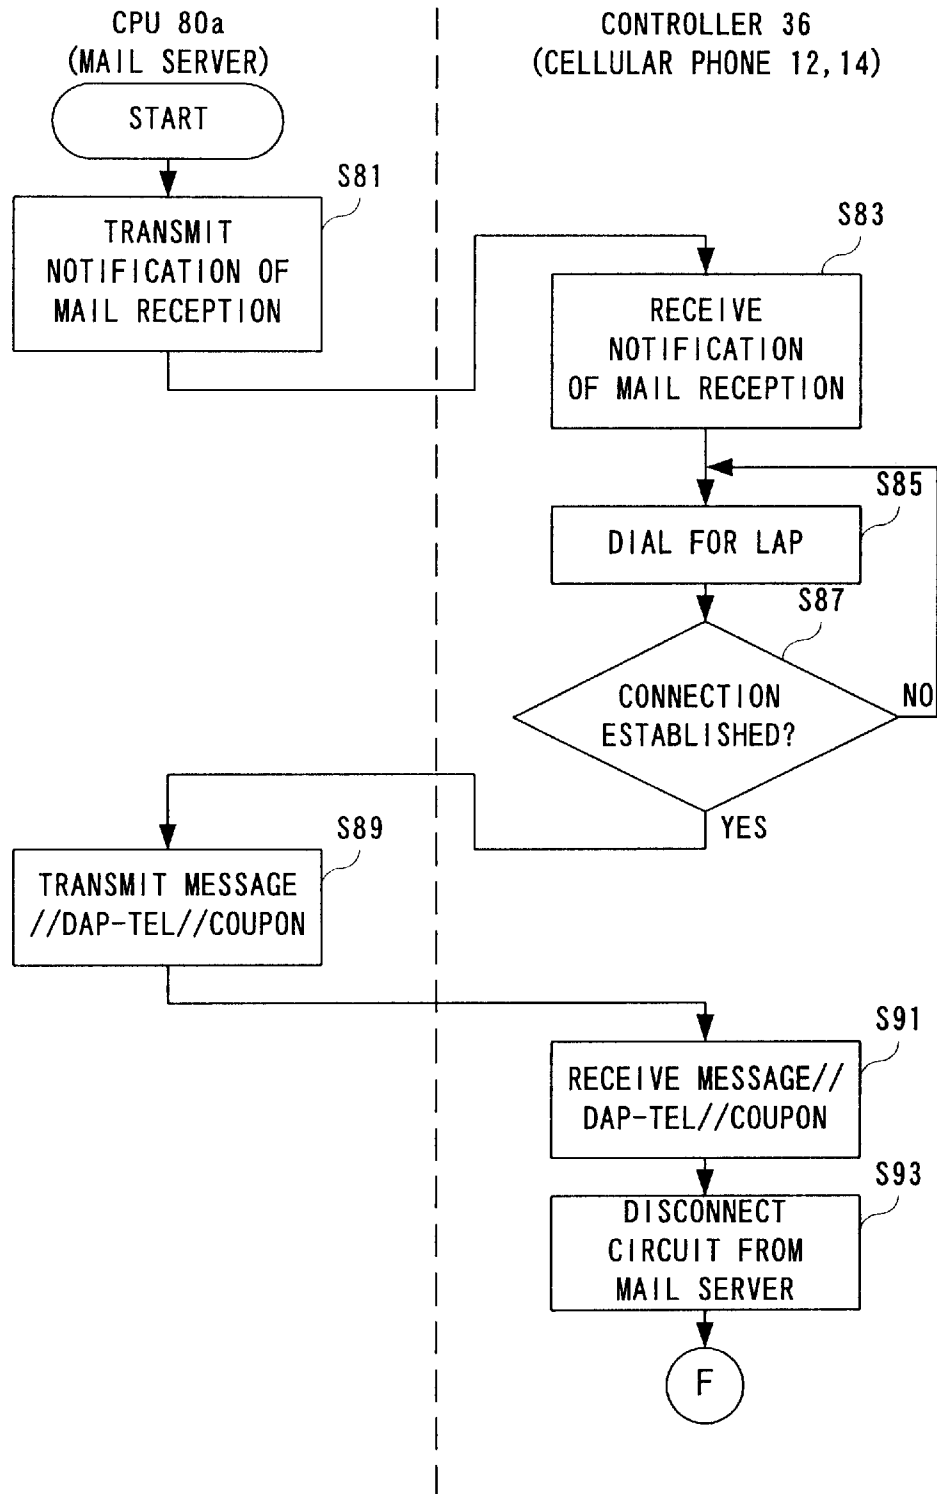 CPU 80a
(MAIL SERVER)
CONTROLLER 36
(CELLULAR PHONE 12,14)
START
S81
TRANSMIT
NOTIFICATION OF
MAIL RECEPTION
S83
RECEIVE
NOTIFICATION
OF MAIL RECEPTION
S85
DIAL FOR LAP
S87
CONNECTION
ESTABLISHED?
NO
YES
S89
TRANSMIT MESSAGE
//DAP-TEL//COUPON
S91
RECEIVE MESSAGE//
DAP-TEL//COUPON
S93
DISCONNECT
CIRCUIT FROM
MAIL SERVER
F